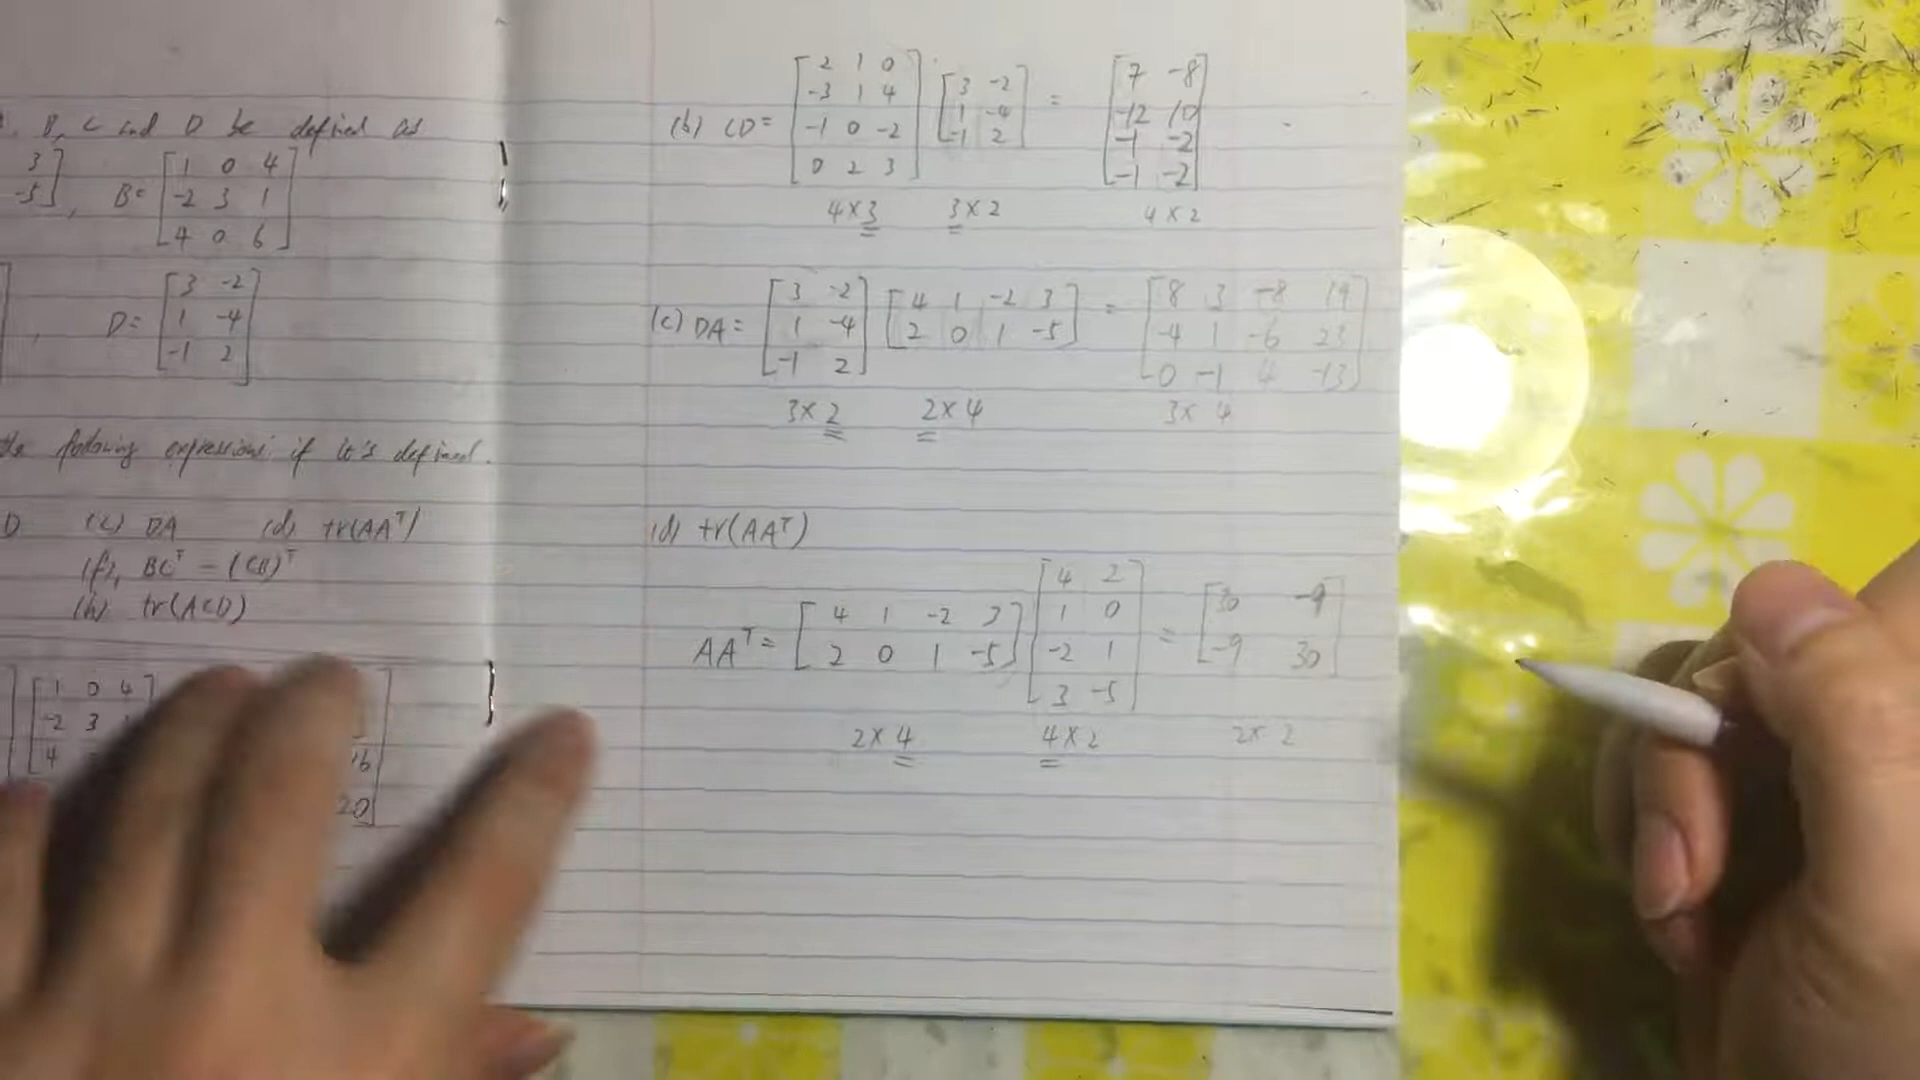 B, C and D be defined as
3
-5] , B= [1 0 4
-2 3 1
4 0 6]
, D= [3 -2
1 -4
-1 2]
the following expressions if it's defined.
D (c) DA (d) tr(AAᵀ)
(f), BCᵀ - (CB)ᵀ
(h) tr(ACD)
[1 0 4]
-2 3
4
16
20]
(b) CD = [2 1 0
-3 1 4
-1 0 -2
0 2 3] [3 -2
1 -4
-1 2] = [7 -8
-12 10
-1 -2
-1 -2]
4×3 3×2 4×2
(c) DA = [3 -2
1 -4
-1 2] [4 1 -2 3
2 0 1 -5] = [8 3 -8 19
-4 1 -6 23
0 -1 4 -13]
3×2 2×4 3×4
(d) tr(AAᵀ)
AAᵀ = [4 1 -2 3
2 0 1 -5] [4 2
1 0
-2 1
3 -5] = [30 -9
-9 30]
2×4 4×2 2×2